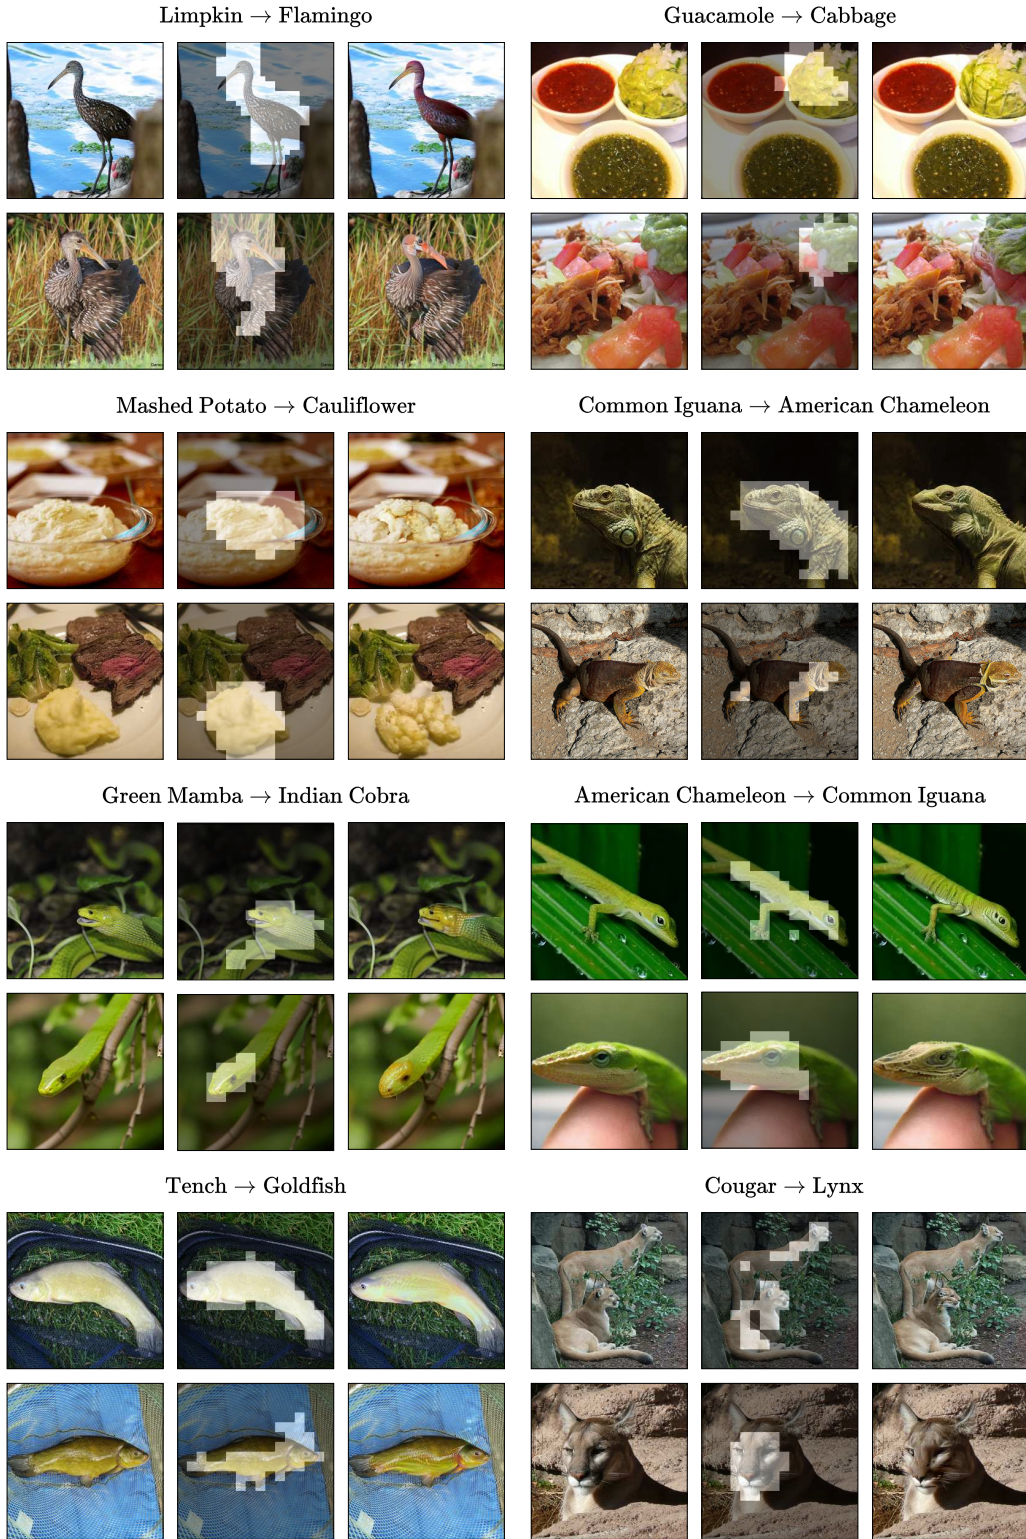 Limpkin → Flamingo
Guacamole → Cabbage
Mashed Potato → Cauliflower
Common Iguana → American Chameleon
Green Mamba → Indian Cobra
American Chameleon → Common Iguana
Tench → Goldfish
Cougar → Lynx